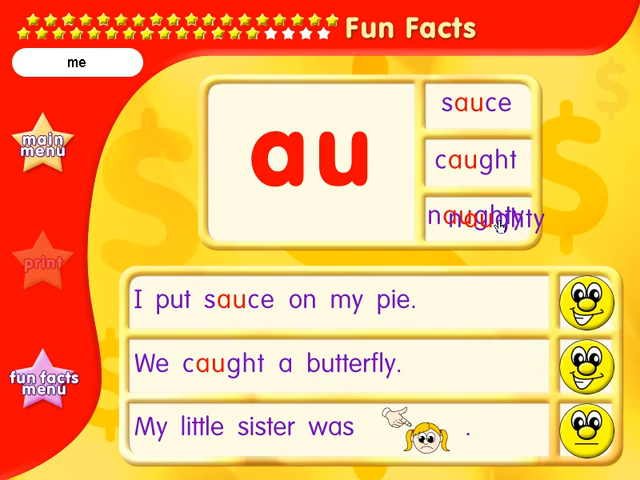 Fun Facts
me
main
menu
print
fun facts
menu
au
sauce
caught
naughty
naughty
I put sauce on my pie.
We caught a butterfly.
My little sister was .